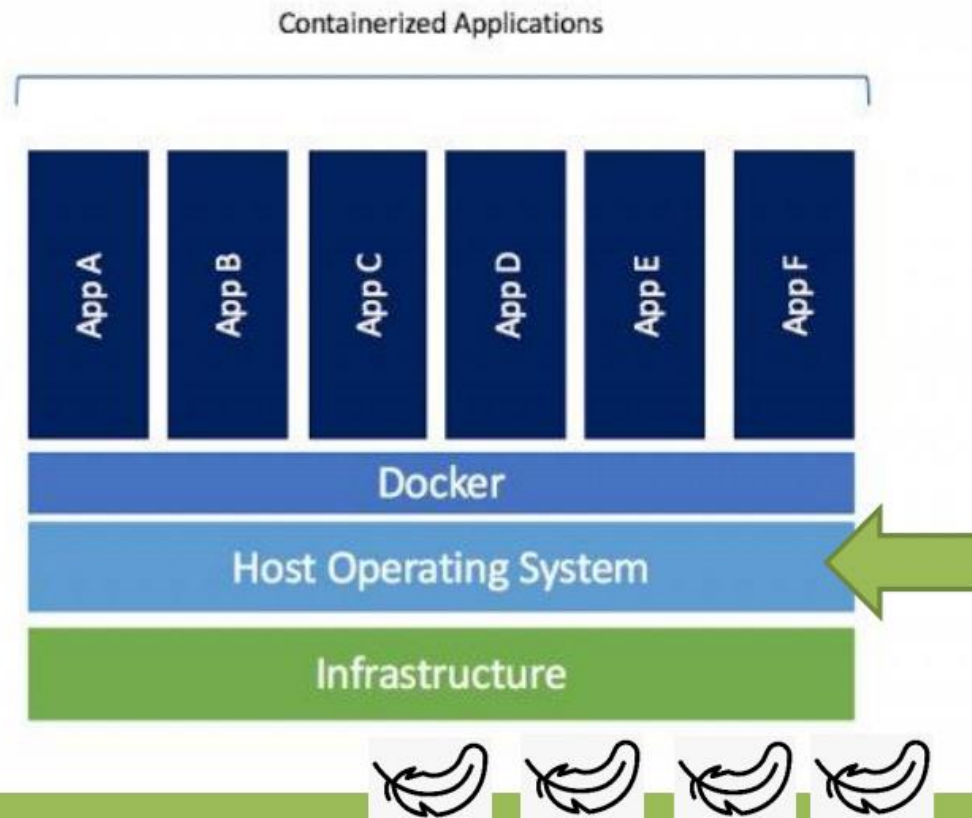 Containerized Applications
App A
App B
App C
App D
App E
App F
Docker
Host Operating System
Infrastructure